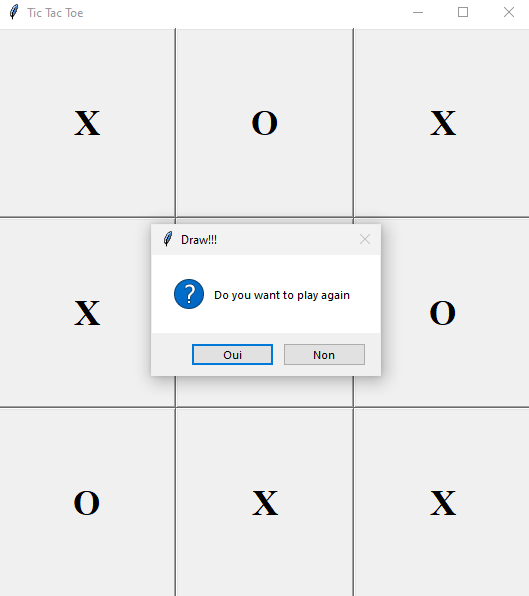 Tic Tac Toe
X O X
Draw!!!
Do you want to play again
X O
Oui Non
O X X